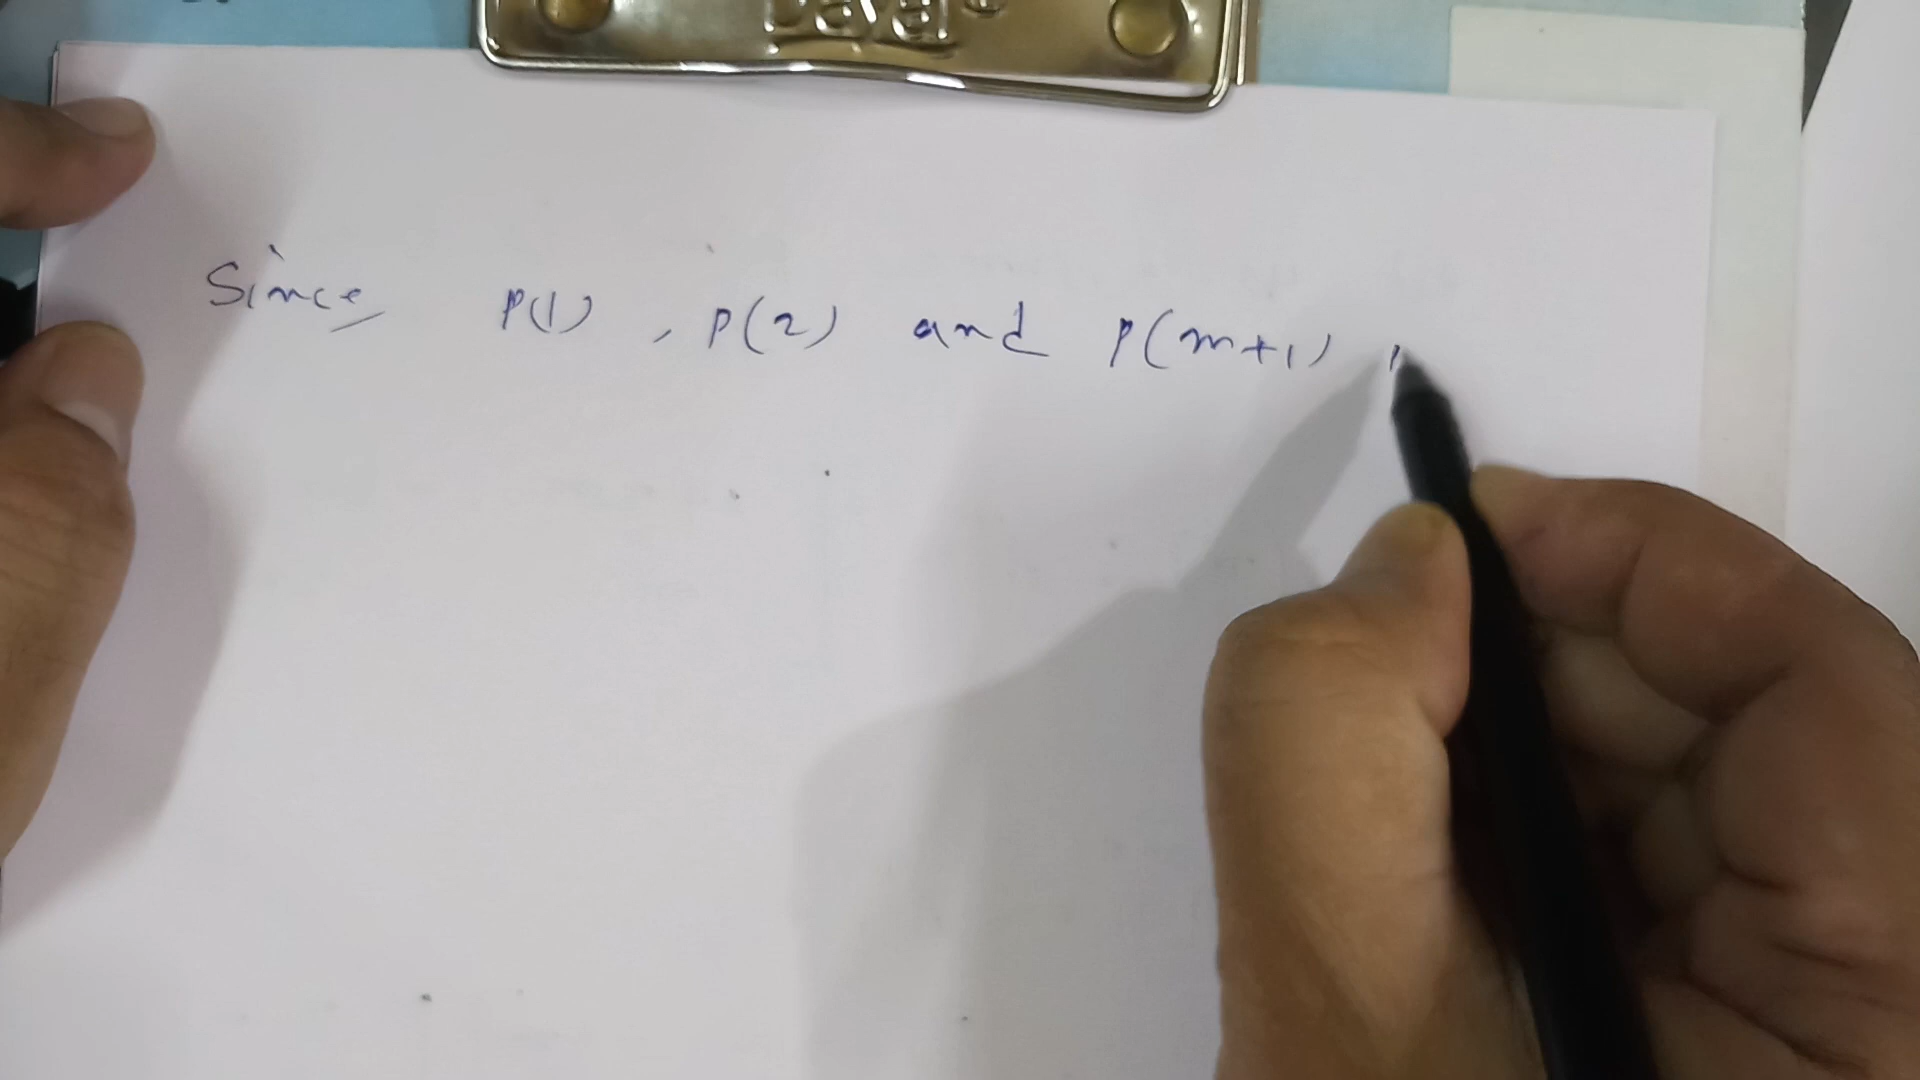 Since P(1), P(2) and P(m+1)